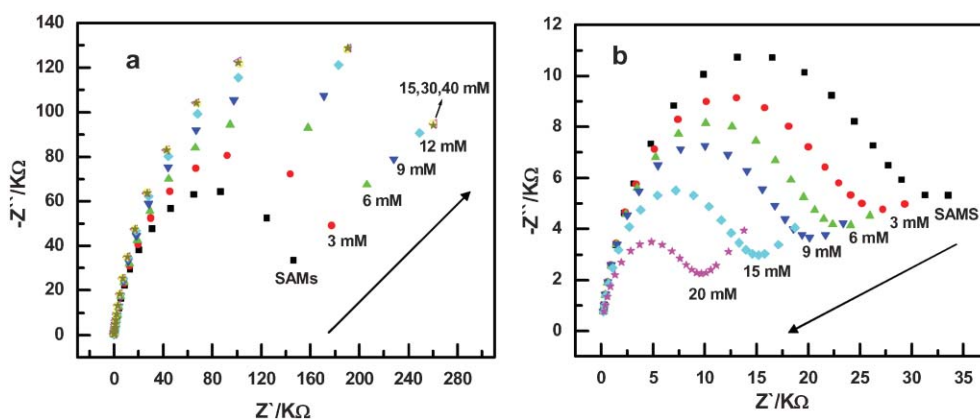 a
-Z``/KΩ
140
120
100
80
60
40
20
0
15,30,40 mM
12 mM
9 mM
6 mM
3 mM
SAMs
0 40 80 120 160 200 240 280
Z`/KΩ
b
-Z``/KΩ
12
10
8
6
4
2
0
SAMS
3 mM
6 mM
9 mM
15 mM
20 mM
0 5 10 15 20 25 30 35
Z`/KΩ